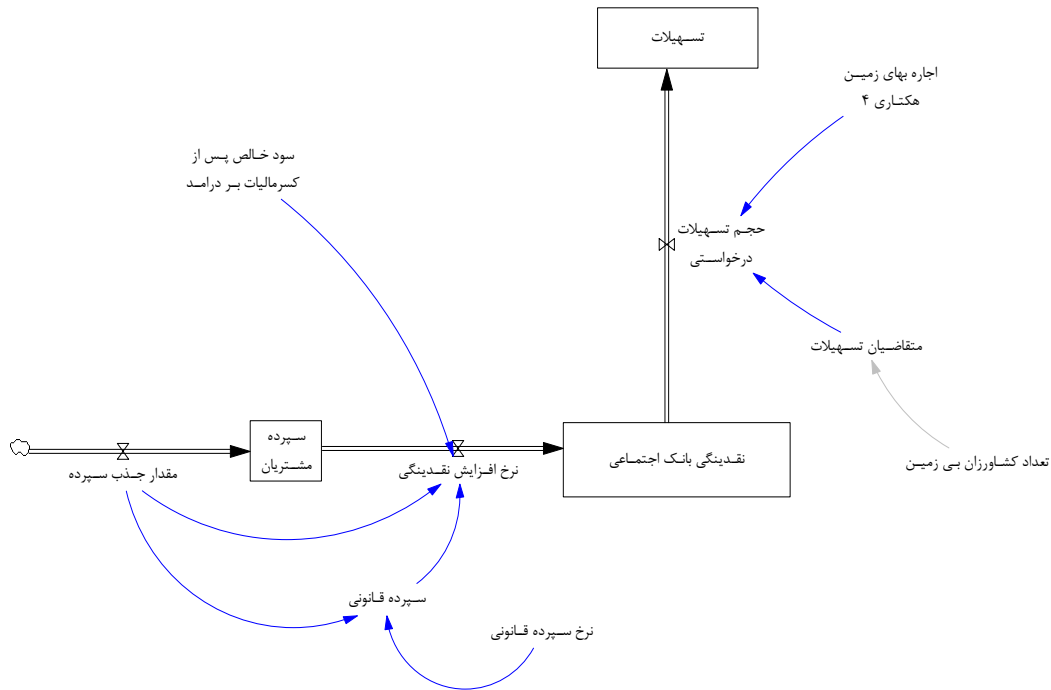 تسهیلات
اجاره بهای زمین
هکتاری ۴
سود خالص پس از
کسرمالیات بر درامد
حجم تسهیلات
درخواستی
متقاضیان تسهیلات
سپرده
مشتریان
نقدینگی بانک اجتماعی
تعداد کشاورزان بی زمین
نرخ افزایش نقدینگی
مقدار جذب سپرده
سپرده قانونی
نرخ سپرده قانونی